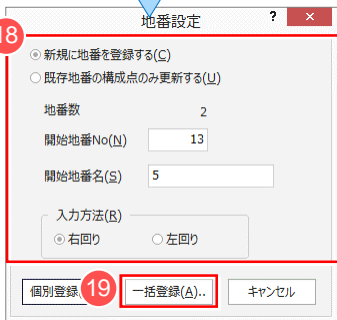 地番設定 ? ×
18
新規に地番を登録する(C)
既存地番の構成点のみ更新する(U)
地番数 2
開始地番No(N) 13
開始地番名(S) 5
入力方法(R)
右回り 左回り
個別登録( 19 一括登録(A).. キャンセル